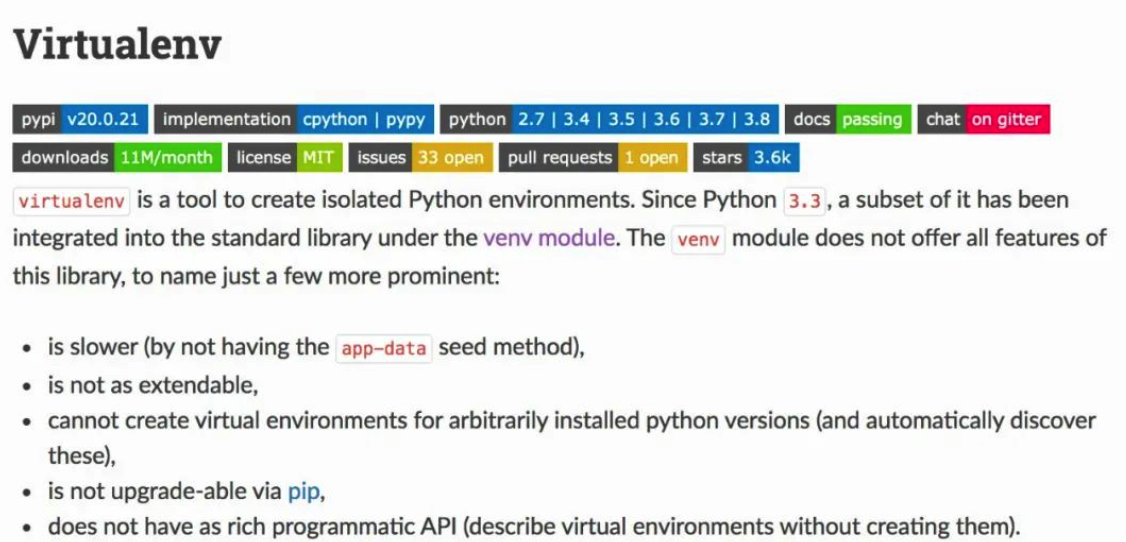 Virtualenv
pypi v20.0.21 implementation cpython | pypy python 2.7 | 3.4 | 3.5 | 3.6 | 3.7 | 3.8 docs passing chat on gitter
downloads 11M/month license MIT issues 33 open pull requests 1 open stars 3.6k
virtualenv is a tool to create isolated Python environments. Since Python 3.3, a subset of it has been
integrated into the standard library under the venv module. The venv module does not offer all features of
this library, to name just a few more prominent:
• is slower (by not having the app-data seed method),
• is not as extendable,
• cannot create virtual environments for arbitrarily installed python versions (and automatically discover
these),
• is not upgrade-able via pip,
• does not have as rich programmatic API (describe virtual environments without creating them).